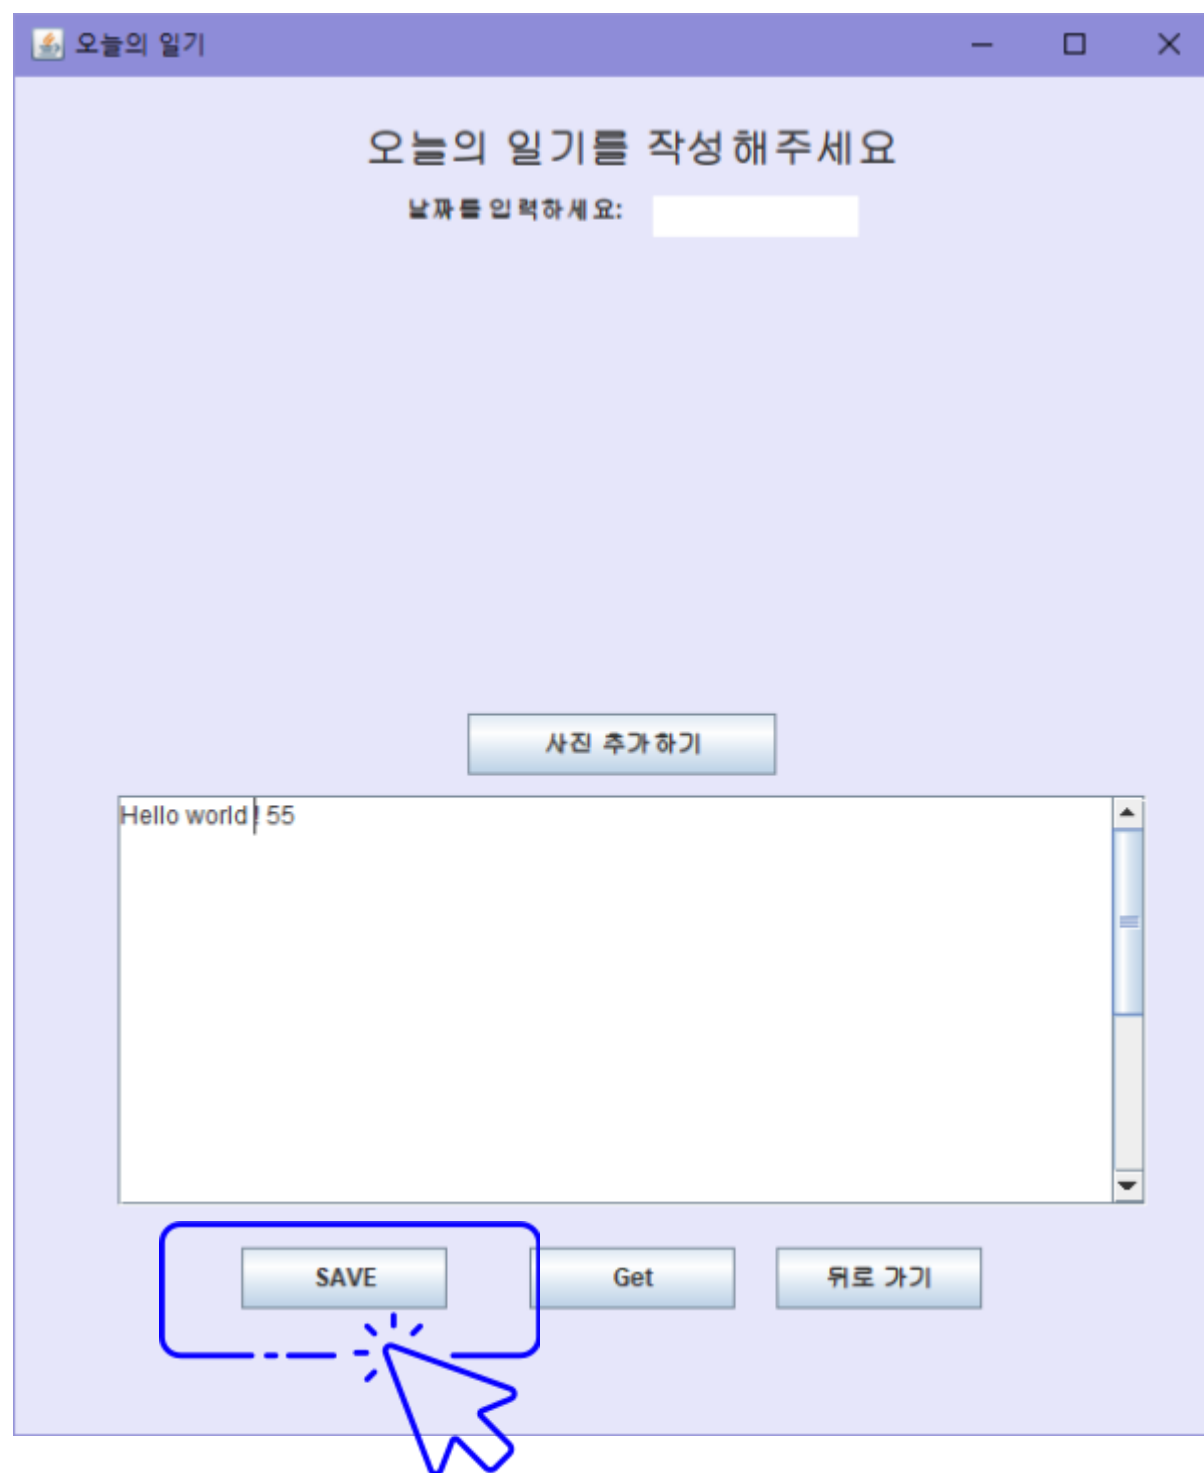 오늘의 일기
오늘의 일기를 작성해주세요
날짜를 입력하세요:
사진 추가하기
Hello world ! 55
SAVE
Get
뒤로 가기